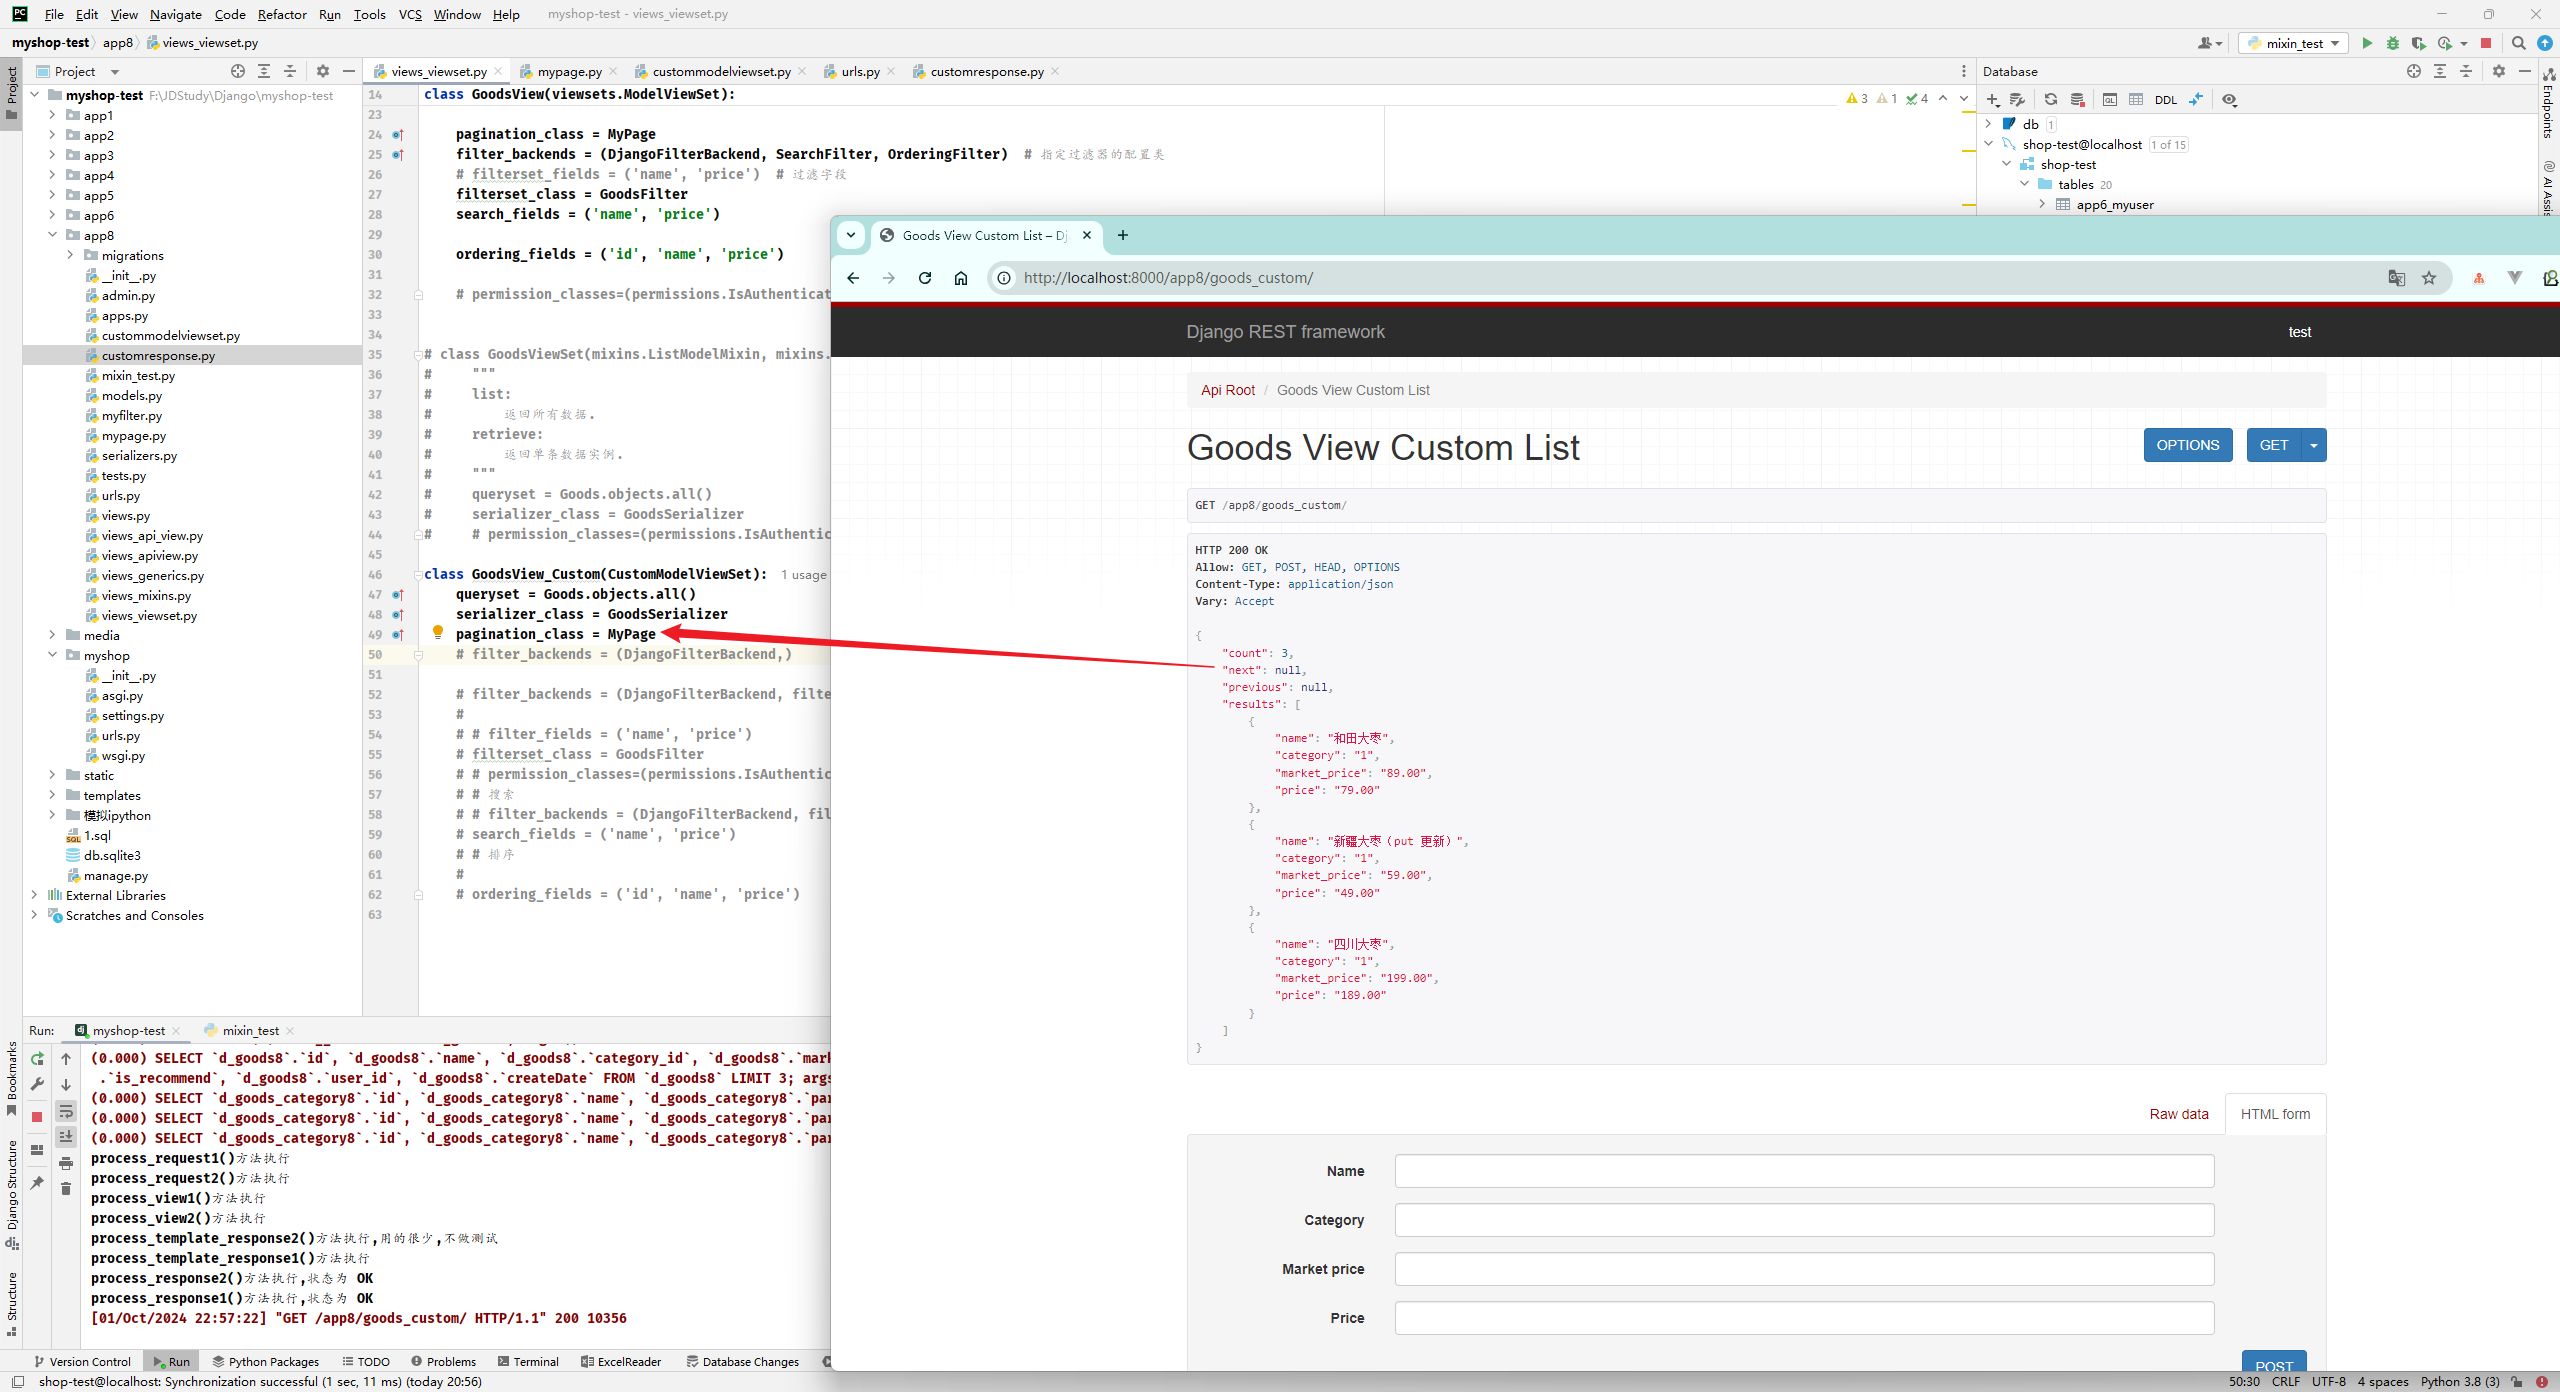 File Edit View Navigate Code Refactor Run Tools VCS Window Help myshop-test - views_viewset.py
myshop-test app8 views_viewset.py
mixin_test
Project
views_viewset.py
mypage.py
custommodelviewset.py
urls.py
customresponse.py
Database
myshop-test F:\JDStudy\Django\myshop-test
app1
app2
app3
app4
app5
app6
app8
migrations
__init__.py
admin.py
apps.py
custommodelviewset.py
customresponse.py
mixin_test.py
models.py
myfilter.py
mypage.py
serializers.py
tests.py
urls.py
views.py
views_api_view.py
views_apiview.py
views_generics.py
views_mixins.py
views_viewset.py
media
myshop
__init__.py
asgi.py
settings.py
urls.py
wsgi.py
static
templates
模拟ipython
1.sql
db.sqlite3
manage.py
External Libraries
Scratches and Consoles
14 class GoodsView(viewsets.ModelViewSet):
3 1 4
23
24 pagination_class = MyPage
25 filter_backends = (DjangoFilterBackend, SearchFilter, OrderingFilter) # 指定过滤器的配置类
26 # filterset_fields = ('name', 'price') # 过滤字段
27 filterset_class = GoodsFilter
28 search_fields = ('name', 'price')
29
30 ordering_fields = ('id', 'name', 'price')
31
32 # permission_classes=(permissions.IsAuthenticat
33
34
35 # class GoodsViewSet(mixins.ListModelMixin, mixins.
36 # """
37 # list:
38 # 返回所有数据.
39 # retrieve:
40 # 返回单条数据实例.
41 # """
42 # queryset = Goods.objects.all()
43 # serializer_class = GoodsSerializer
44 # # permission_classes=(permissions.IsAuthentic
45
46 class GoodsView_Custom(CustomModelViewSet): 1 usage
47 queryset = Goods.objects.all()
48 serializer_class = GoodsSerializer
49 pagination_class = MyPage
50 # filter_backends = (DjangoFilterBackend,)
51
52 # filter_backends = (DjangoFilterBackend, filte
53 #
54 # # filter_fields = ('name', 'price')
55 # filterset_class = GoodsFilter
56 # # permission_classes=(permissions.IsAuthentic
57 # # 搜索
58 # # filter_backends = (DjangoFilterBackend, fil
59 # search_fields = ('name', 'price')
60 # # 排序
61 #
62 # ordering_fields = ('id', 'name', 'price')
63
DDL
db 1
shop-test@localhost 1 of 15
shop-test
tables 20
app6_myuser
Endpoints
AI Assis
Goods View Custom List – Dj
http://localhost:8000/app8/goods_custom/
Django REST framework
test
Api Root / Goods View Custom List
Goods View Custom List
OPTIONS
GET
GET /app8/goods_custom/
HTTP 200 OK
Allow: GET, POST, HEAD, OPTIONS
Content-Type: application/json
Vary: Accept
{
"count": 3,
"next": null,
"previous": null,
"results": [
{
"name": "和田大枣",
"category": "1",
"market_price": "89.00",
"price": "79.00"
},
{
"name": "新疆大枣（put 更新）",
"category": "1",
"market_price": "59.00",
"price": "49.00"
},
{
"name": "四川大枣",
"category": "1",
"market_price": "199.00",
"price": "189.00"
}
]
}
Raw data
HTML form
Name
Category
Market price
Price
POST
Run:
myshop-test
mixin_test
(0.000) SELECT `d_goods8`.`id`, `d_goods8`.`name`, `d_goods8`.`category_id`, `d_goods8`.`mark
.`is_recommend`, `d_goods8`.`user_id`, `d_goods8`.`createDate` FROM `d_goods8` LIMIT 3; args
(0.000) SELECT `d_goods_category8`.`id`, `d_goods_category8`.`name`, `d_goods_category8`.`par
(0.000) SELECT `d_goods_category8`.`id`, `d_goods_category8`.`name`, `d_goods_category8`.`par
(0.000) SELECT `d_goods_category8`.`id`, `d_goods_category8`.`name`, `d_goods_category8`.`par
process_request1()方法执行
process_request2()方法执行
process_view1()方法执行
process_view2()方法执行
process_template_response2()方法执行,用的很少,不做测试
process_template_response1()方法执行
process_response2()方法执行,状态为 OK
process_response1()方法执行,状态为 OK
[01/Oct/2024 22:57:22] "GET /app8/goods_custom/ HTTP/1.1" 200 10356
Project
Bookmarks
Django Structure
Structure
Version Control Run Python Packages TODO Problems Terminal ExcelReader Database Changes
shop-test@localhost: Synchronization successful (1 sec, 11 ms) (today 20:56)
50:30 CRLF UTF-8 4 spaces Python 3.8 (3)